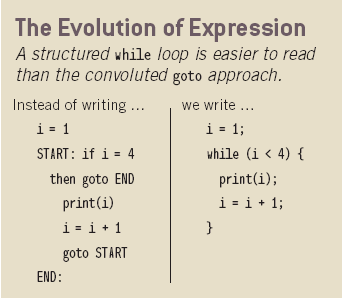 The Evolution of Expression
A structured while loop is easier to read
than the convoluted goto approach.
Instead of writing ...
i = 1
START: if i = 4
then goto END
print(i)
i = i + 1
goto START
END:
we write ...
i = 1;
while (i < 4) {
print(i);
i = i + 1;
}